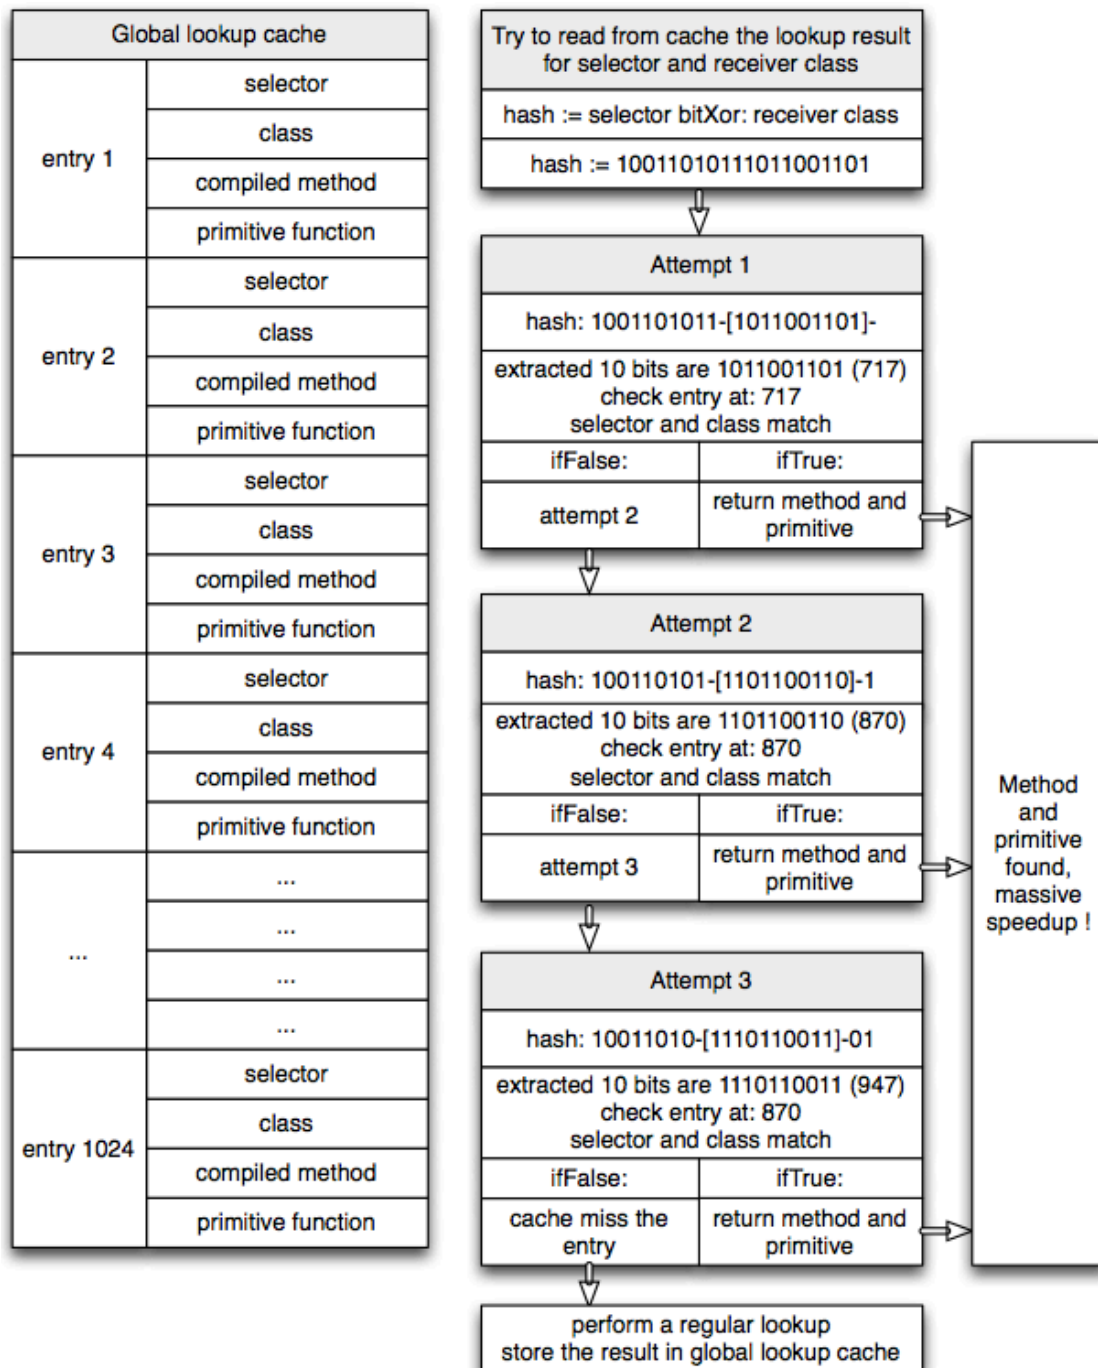 Global lookup cache
entry 1
selector
class
compiled method
primitive function
entry 2
selector
class
compiled method
primitive function
entry 3
selector
class
compiled method
primitive function
entry 4
selector
class
compiled method
primitive function
...
...
...
...
...
entry 1024
selector
class
compiled method
primitive function
Try to read from cache the lookup result
for selector and receiver class
hash := selector bitXor: receiver class
hash := 10011010111011001101
Attempt 1
hash: 1001101011-[1011001101]-
extracted 10 bits are 1011001101 (717)
check entry at: 717
selector and class match
ifFalse:
ifTrue:
attempt 2
return method and
primitive
Attempt 2
hash: 100110101-[1101100110]-1
extracted 10 bits are 1101100110 (870)
check entry at: 870
selector and class match
ifFalse:
ifTrue:
attempt 3
return method and
primitive
Attempt 3
hash: 10011010-[1110110011]-01
extracted 10 bits are 1110110011 (947)
check entry at: 870
selector and class match
ifFalse:
ifTrue:
cache miss the
entry
return method and
primitive
perform a regular lookup
store the result in global lookup cache
Method
and
primitive
found,
massive
speedup !